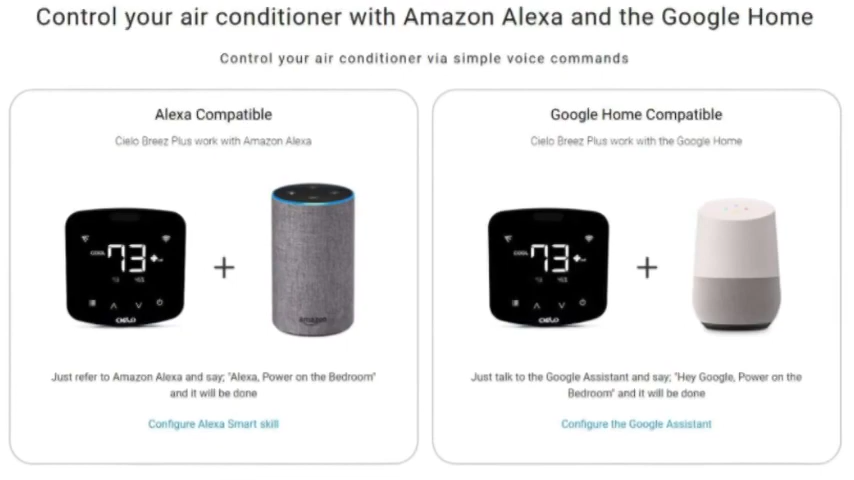 Control your air conditioner with Amazon Alexa and the Google Home
Control your air conditioner via simple voice commands
Alexa Compatible
Cielo Breez Plus work with Amazon Alexa
COOL
73
CIELO
+
amazon
Just refer to Amazon Alexa and say; "Alexa, Power on the Bedroom"
and it will be done
Configure Alexa Smart skill
Google Home Compatible
Cielo Breez Plus work with the Google Home
COOL
73
CIELO
+
Just talk to the Google Assistant and say; "Hey Google, Power on the
Bedroom" and it will be done
Configure the Google Assistant